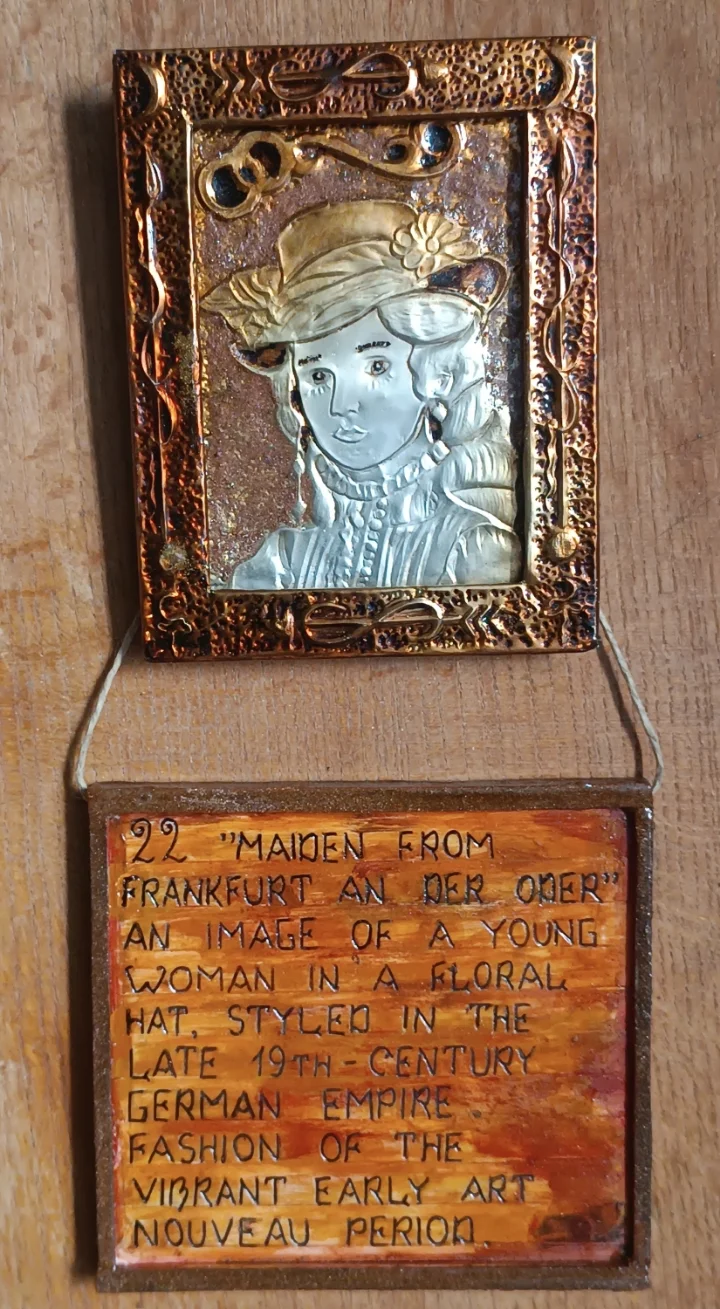 22 "MAIDEN FROM
FRANKFURT AN DER ODER"
AN IMAGE OF A YOUNG
WOMAN IN A FLORAL
HAT, STYLED IN THE
LATE 19TH-CENTURY
GERMAN EMPIRE.
FASHION OF THE
VIBRANT EARLY ART
NOUVEAU PERIOD.